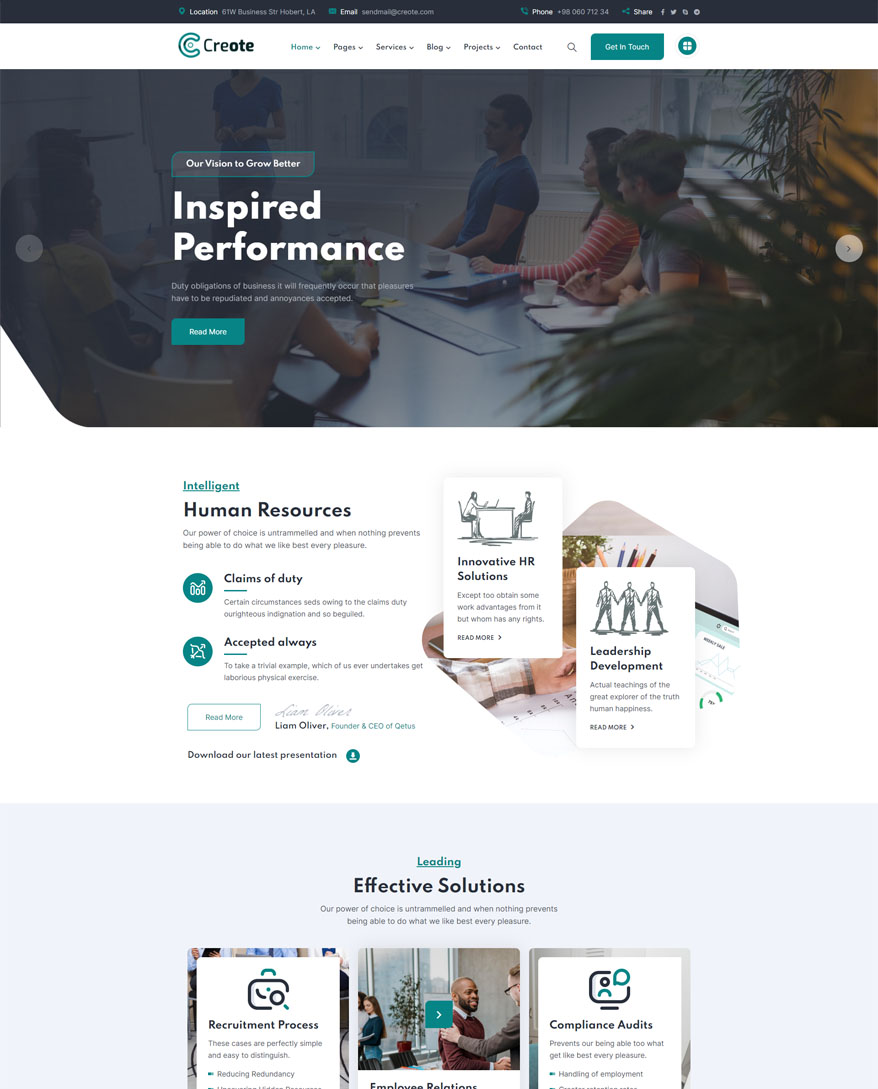 Location 61W Business Str Hobert, LA Email sendmail@creote.com Phone +98 060 712 34 Share
Creote Home Pages Services Blog Projects Contact Get In Touch
Our Vision to Grow Better
Inspired
Performance
Duty obligations of business it will frequently occur that pleasures
have to be repudiated and annoyances accepted.
Read More
Intelligent
Human Resources
Our power of choice is untrammelled and when nothing prevents
being able to do what we like best every pleasure.
Claims of duty
Certain circumstances seds owing to the claims duty
ourighteous indignation and so beguiled.
Accepted always
To take a trivial example, which of us ever undertakes get
laborious physical exercise.
Read More
Liam Oliver
Liam Oliver, Founder & CEO of Qetus
Download our latest presentation
Innovative HR
Solutions
Except too obtain some
work advantages from it
but whom has any rights.
READ MORE
Leadership
Development
Actual teachings of the
great explorer of the truth
human happiness.
READ MORE
WEEKLY SALE
Leading
Effective Solutions
Our power of choice is untrammelled and when nothing prevents
being able to do what we like best every pleasure.
Recruitment Process
These cases are perfectly simple
and easy to distinguish.
Reducing Redundancy
Employee Relations
Compliance Audits
Prevents our being able too what
get like best every pleasure.
Handling of employment